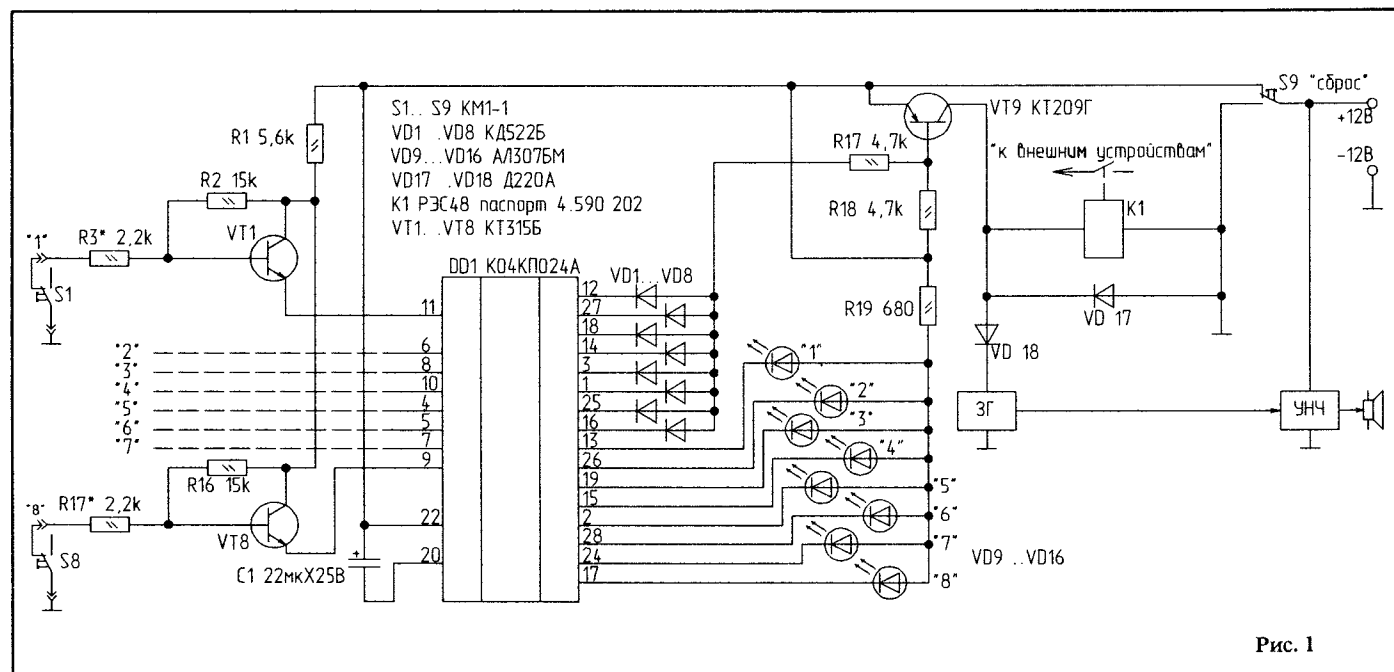 S1.. S9 КМ1-1
VD1 .VD8 КД522Б
VD9...VD16 АЛ307БМ
VD17 .VD18 Д220А
К1 РЭС48 паспорт 4.590 202
VT1. .VT8 КТ315Б
R1 5,6k
R2 15k
VT1
"1"
R3* 2,2k
S1
"2"
"3"
"4"
"5"
"6"
"7"
R16 15k
"8"
R17* 2,2k
VT8
S8
C1 22мкХ25В
+
DD1 К04КП024А
11
6
8
10
4
5
7
9
22
20
12
27
18
14
3
1
25
16
13
26
19
15
2
28
24
17
VD1...VD8
VT9 КТ209Г
R17 4,7k
R18 4,7k
R19 680
"1"
"2"
"3"
"4"
"5"
"6"
"7"
"8"
VD9 ..VD16
"к внешним устройствам"
К1
VD 17
VD 18
ЗГ
УНЧ
S9 "сброс"
+12В
-12В
Рис. 1